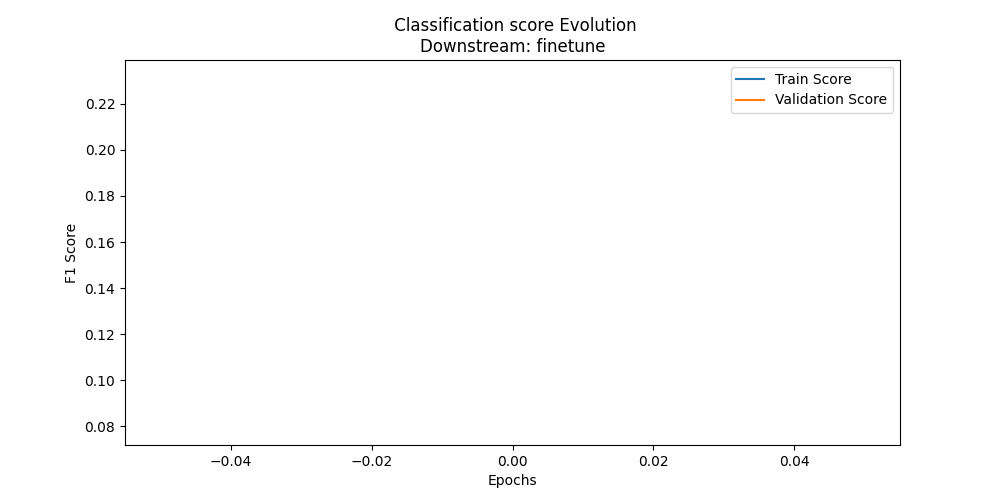 Classification score Evolution
Downstream: finetune
Train Score
Validation Score
0.22
0.20
0.18
0.16
0.14
0.12
0.10
0.08
F1 Score
−0.04
−0.02
0.00
0.02
0.04
Epochs